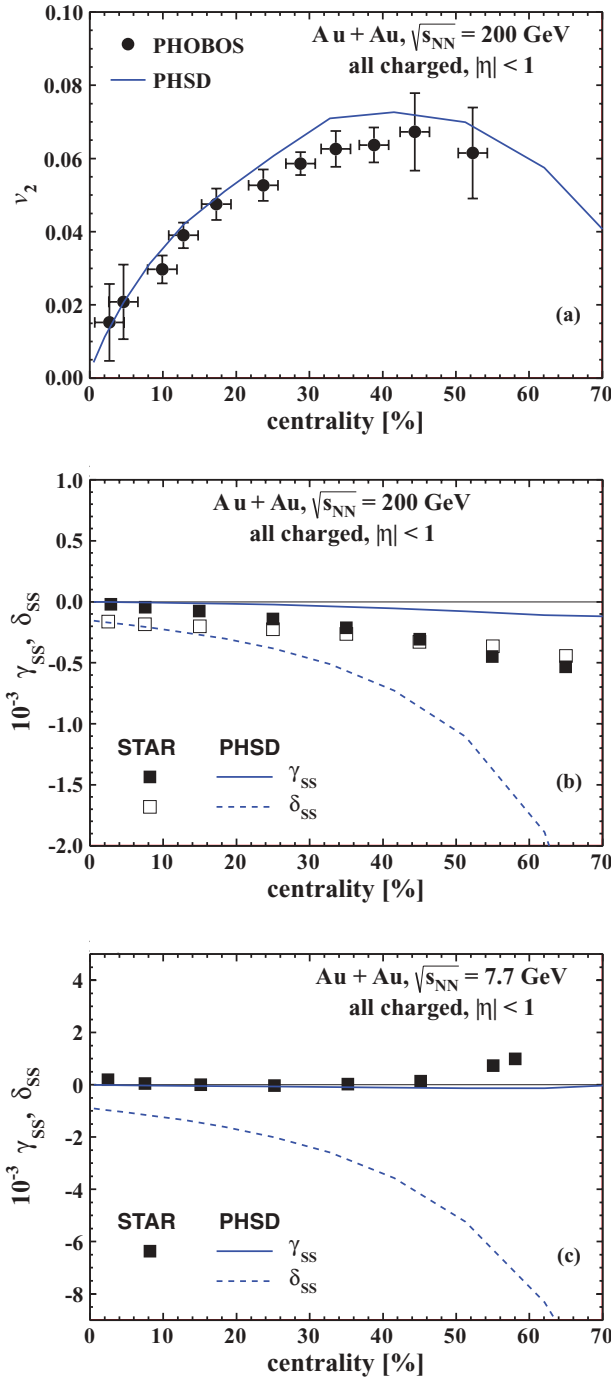 PHOBOS
PHSD
Au + Au, √sNN = 200 GeV
all charged, |η| < 1
v2
0.10
0.08
0.06
0.04
0.02
0.00
(a)
0 10 20 30 40 50 60 70
centrality [%]
Au + Au, √sNN = 200 GeV
all charged, |η| < 1
10^-3 γSS, δSS
1.0
0.5
0.0
-0.5
-1.0
-1.5
-2.0
STAR PHSD
γSS
δSS
(b)
0 10 20 30 40 50 60 70
centrality [%]
Au + Au, √sNN = 7.7 GeV
all charged, |η| < 1
10^-3 γSS, δSS
4
2
0
-2
-4
-6
-8
STAR PHSD
γSS
δSS
(c)
0 10 20 30 40 50 60 70
centrality [%]